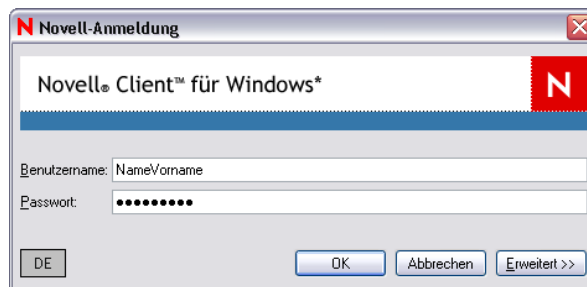 N Novell-Anmeldung
Novell® Client™ für Windows*
N
Benutzername: NameVorname
Passwort: •••••••••
DE OK Abbrechen Erweitert >>